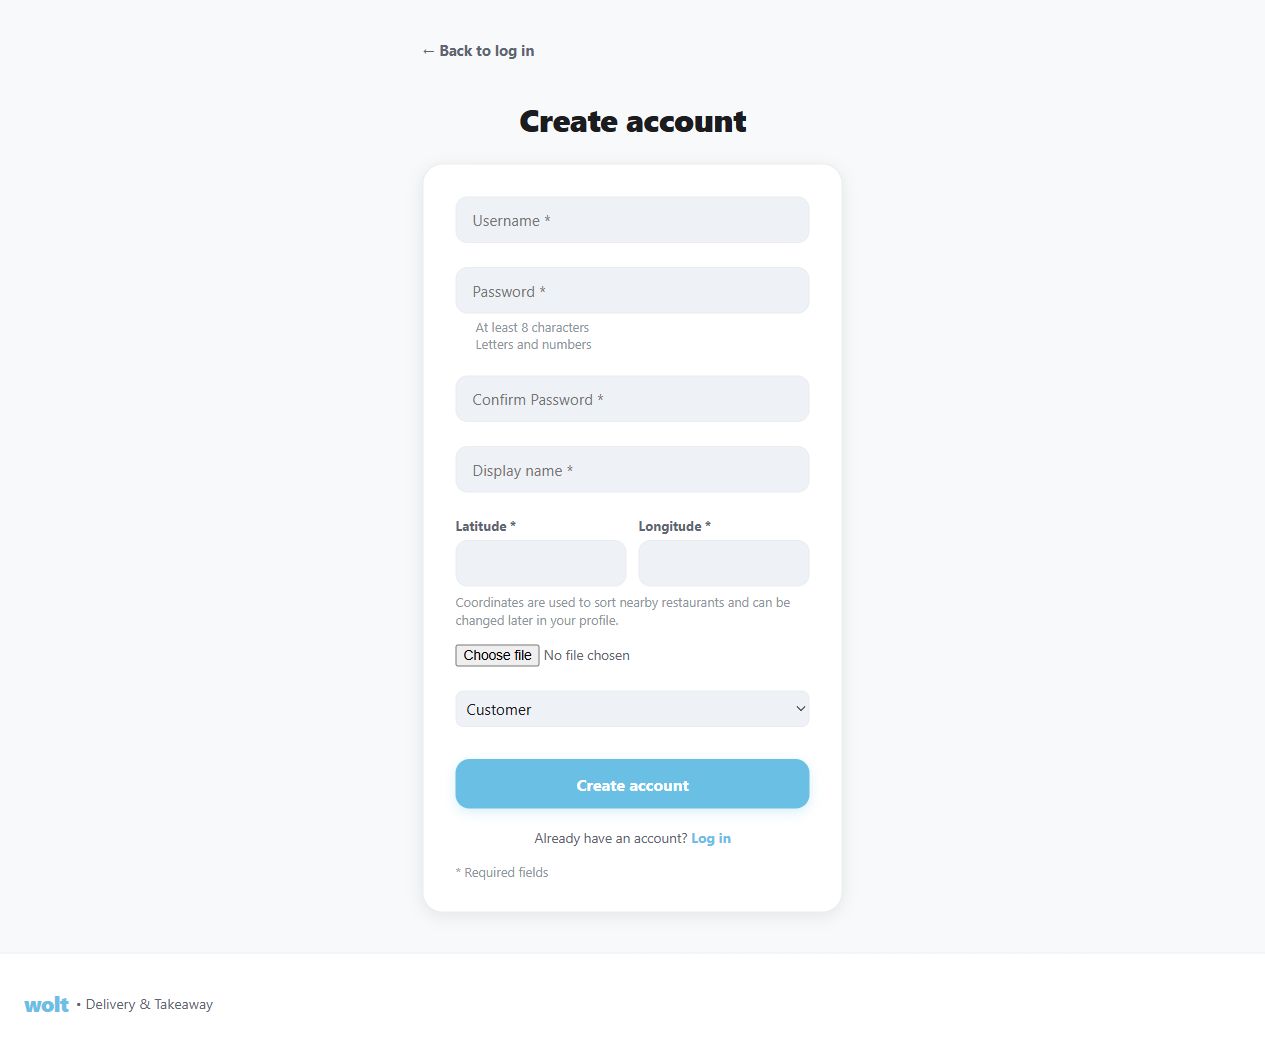 ← Back to log in
Create account
Username *
Password *
At least 8 characters
Letters and numbers
Confirm Password *
Display name *
Latitude * Longitude *
Coordinates are used to sort nearby restaurants and can be
changed later in your profile.
Choose file No file chosen
Customer
Create account
Already have an account? Log in
* Required fields
wolt • Delivery & Takeaway